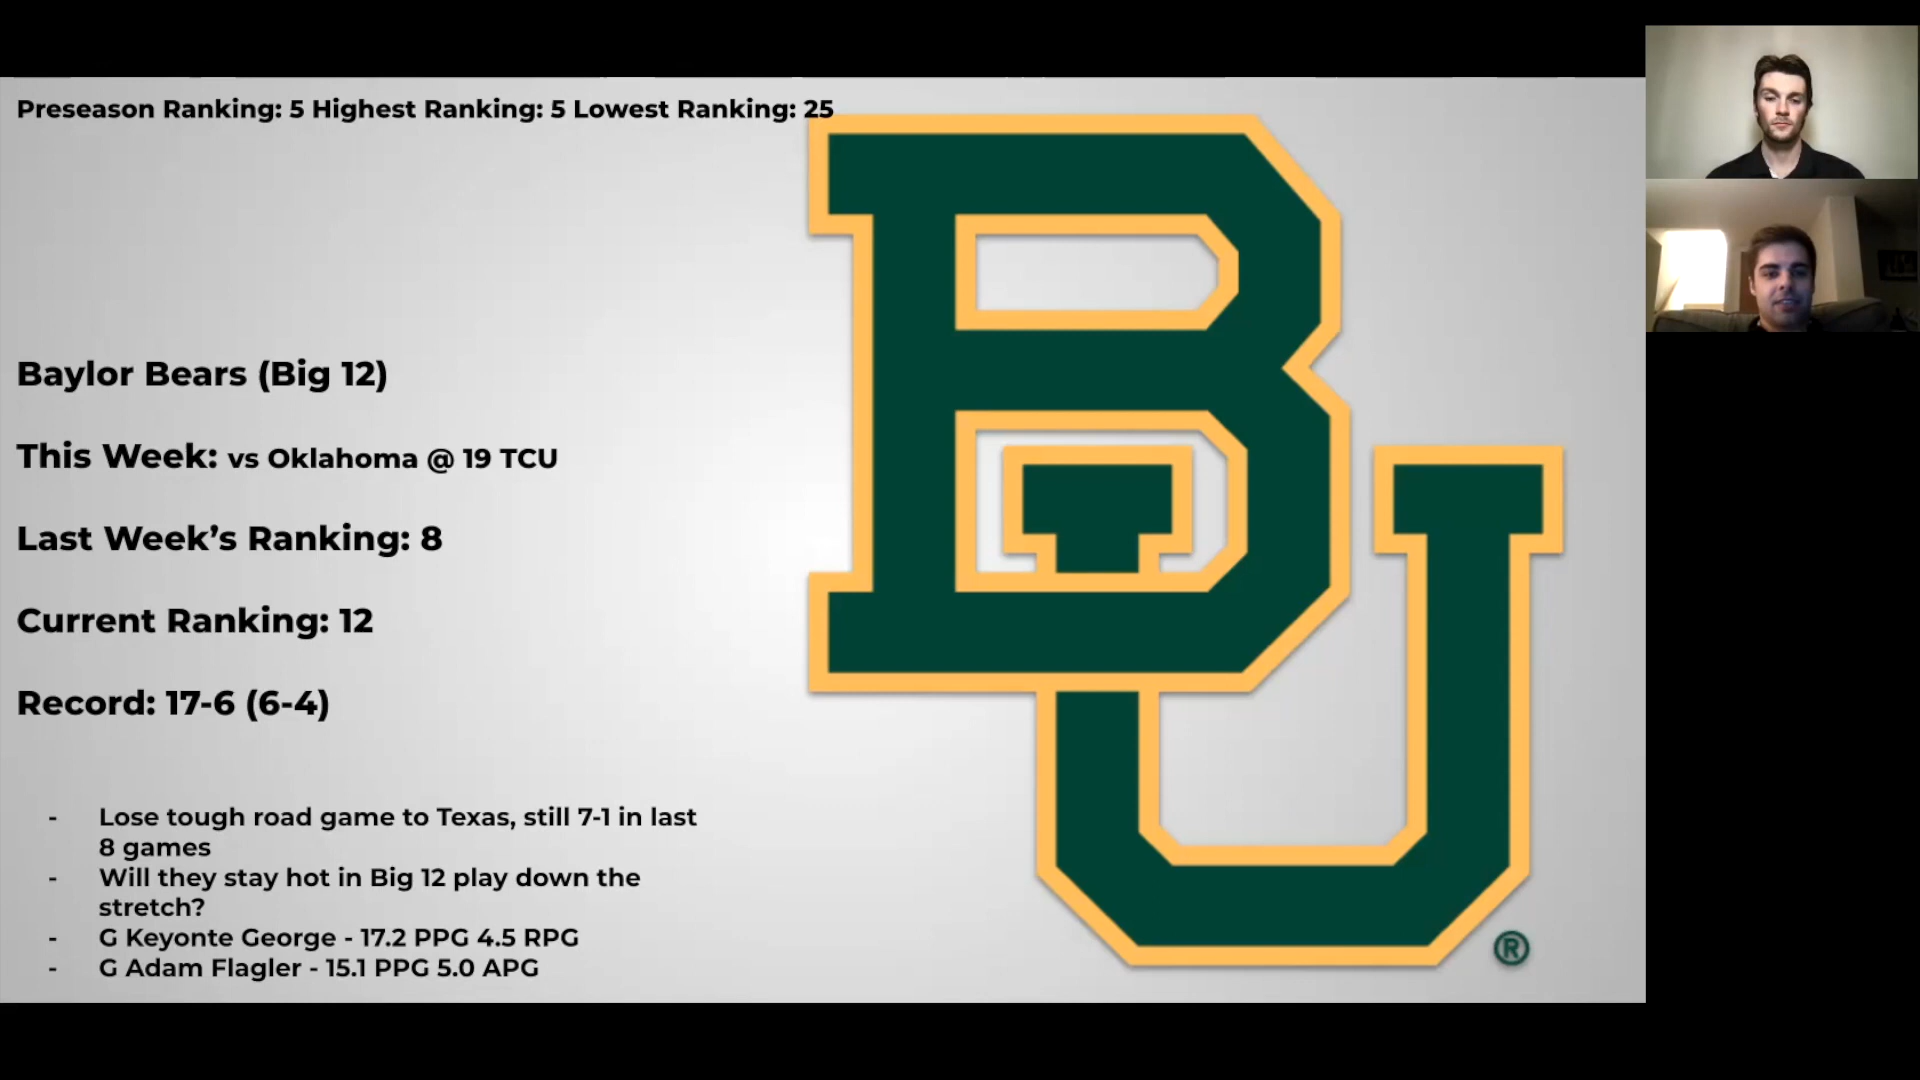 Preseason Ranking: 5 Highest Ranking: 5 Lowest Ranking: 25
Baylor Bears (Big 12)
This Week: vs Oklahoma @ 19 TCU
Last Week’s Ranking: 8
Current Ranking: 12
Record: 17-6 (6-4)
- Lose tough road game to Texas, still 7-1 in last
8 games
- Will they stay hot in Big 12 play down the
stretch?
- G Keyonte George - 17.2 PPG 4.5 RPG
- G Adam Flagler - 15.1 PPG 5.0 APG
BU
®